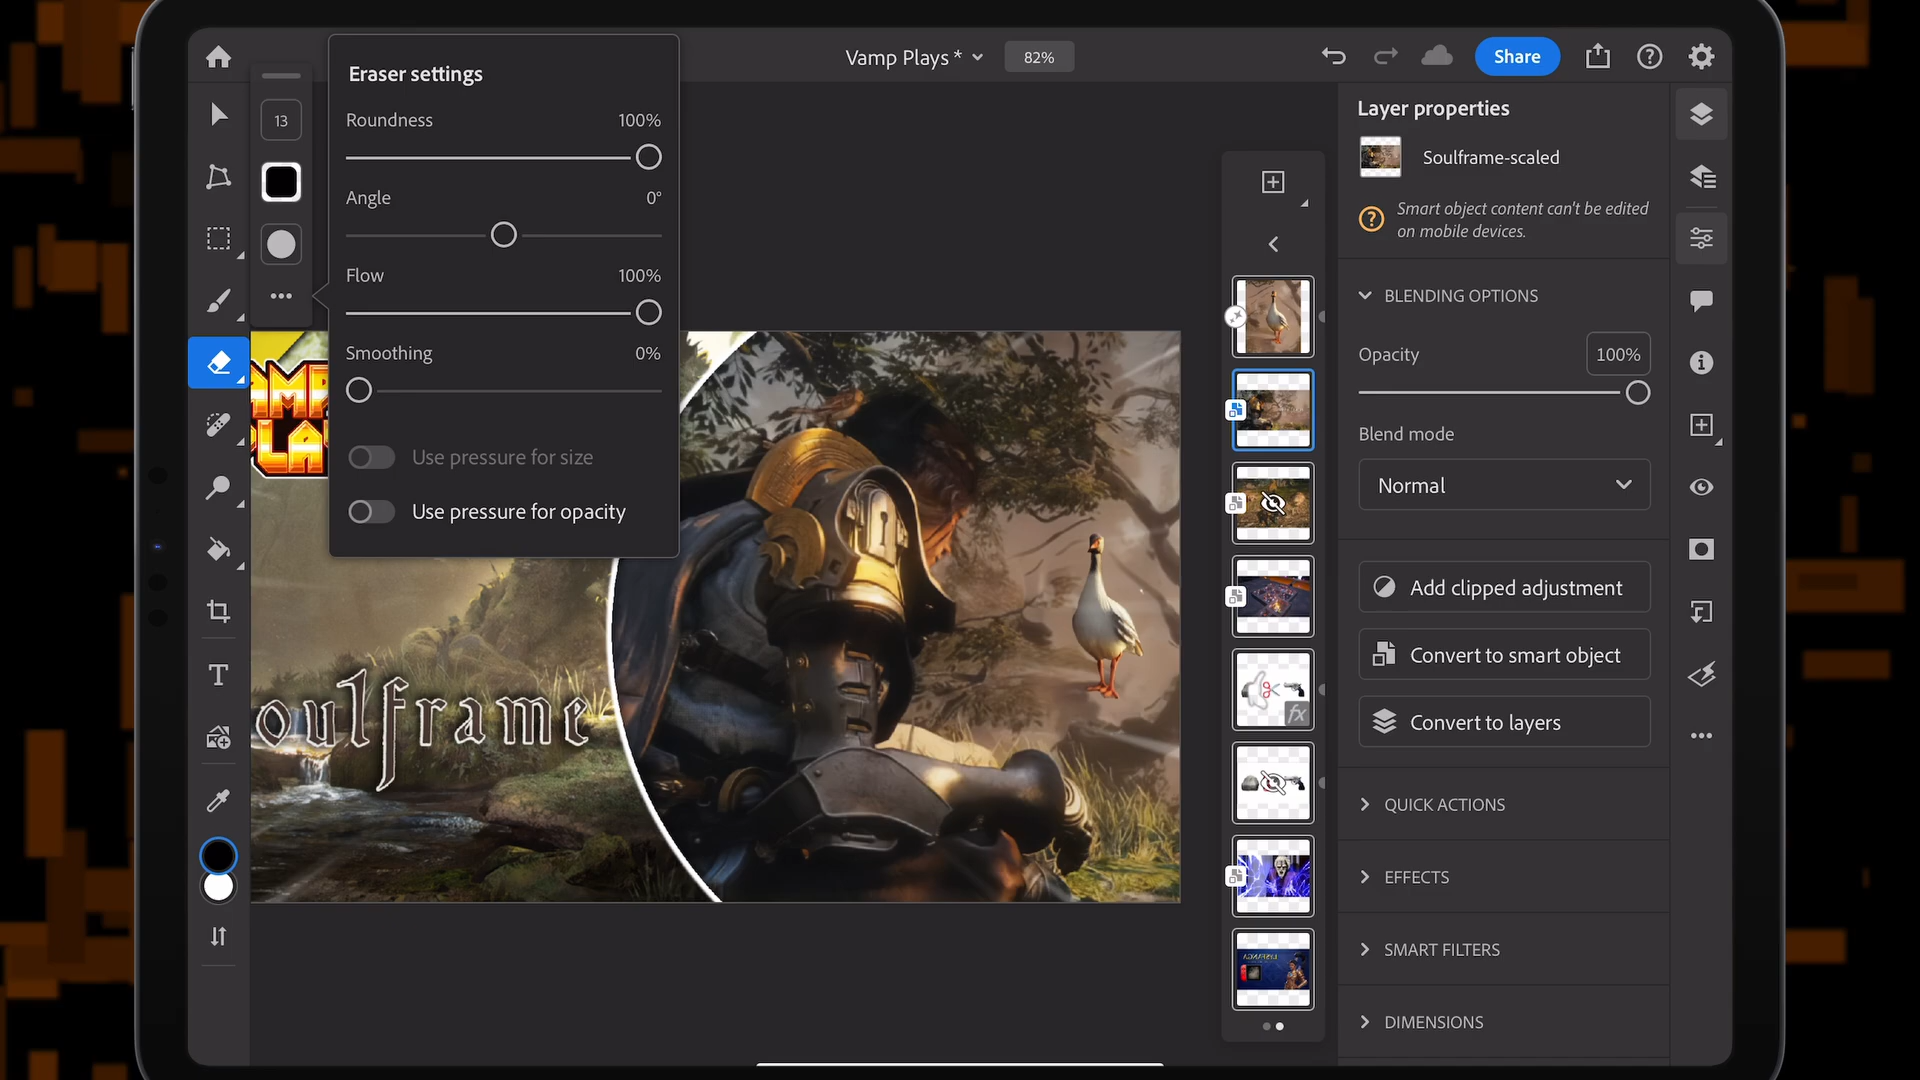 Vamp Plays *
82%
Share
Eraser settings
Roundness 100%
Angle 0°
Flow 100%
Smoothing 0%
Use pressure for size
Use pressure for opacity
13
AMP
PLA
oulframe
fx
Layer properties
Soulframe-scaled
Smart object content can't be edited
on mobile devices.
BLENDING OPTIONS
Opacity 100%
Blend mode
Normal
Add clipped adjustment
Convert to smart object
Convert to layers
QUICK ACTIONS
EFFECTS
SMART FILTERS
DIMENSIONS